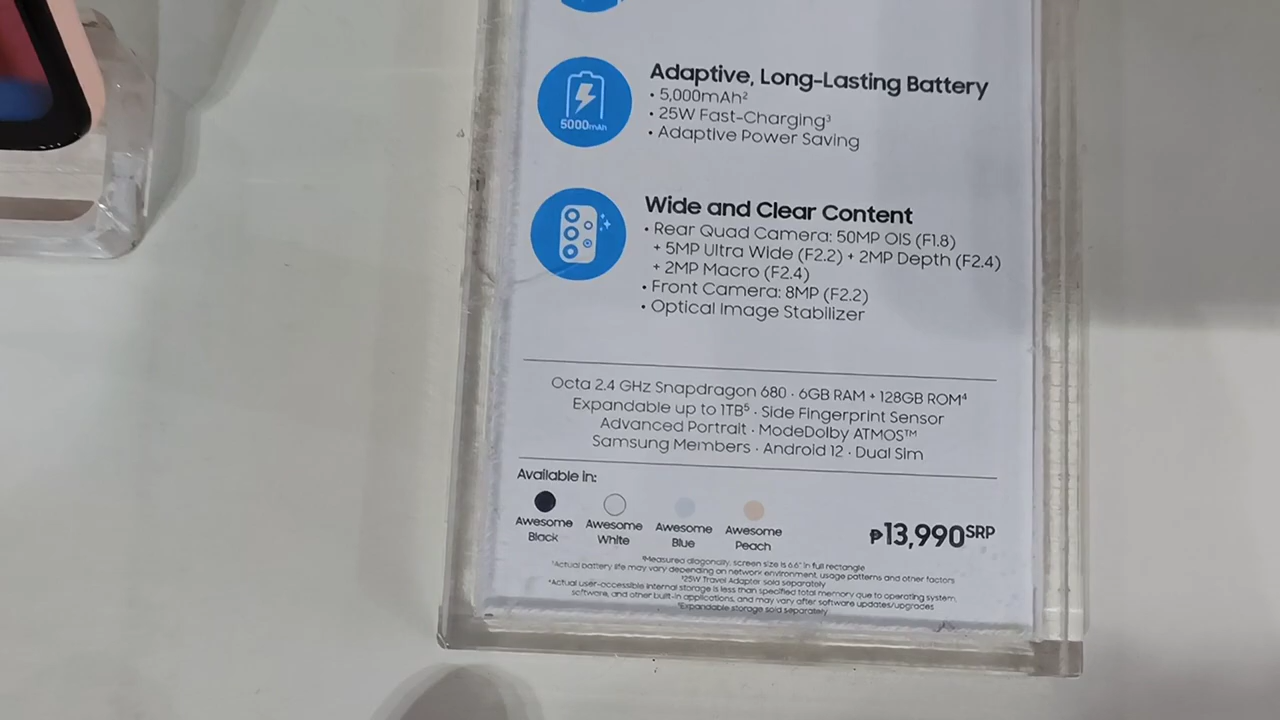 5000mAh
Adaptive, Long-Lasting Battery
• 5,000mAh²
• 25W Fast-Charging³
• Adaptive Power Saving
Wide and Clear Content
• Rear Quad Camera: 50MP OIS (F1.8)
+ 5MP Ultra Wide (F2.2) + 2MP Depth (F2.4)
+ 2MP Macro (F2.4)
• Front Camera: 8MP (F2.2)
• Optical Image Stabilizer
Octa 2.4 GHz Snapdragon 680 · 6GB RAM + 128GB ROM⁴
Expandable up to 1TB⁵ · Side Fingerprint Sensor
Advanced Portrait · ModeDolby ATMOS™
Samsung Members · Android 12 · Dual Sim
Available in:
Awesome Black
Awesome White
Awesome Blue
Awesome Peach
₱13,990 SRP
Measured diagonally, screen size is 6.6" in full rectangle
Actual battery life may vary depending on network environment, usage patterns and other factors
³25W Travel Adapter sold separately
⁴Actual user-accessible internal storage is less than specified total memory due to operating system,
software, and other built-in applications, and may vary after software updates/upgrades
⁵Expandable storage sold separately